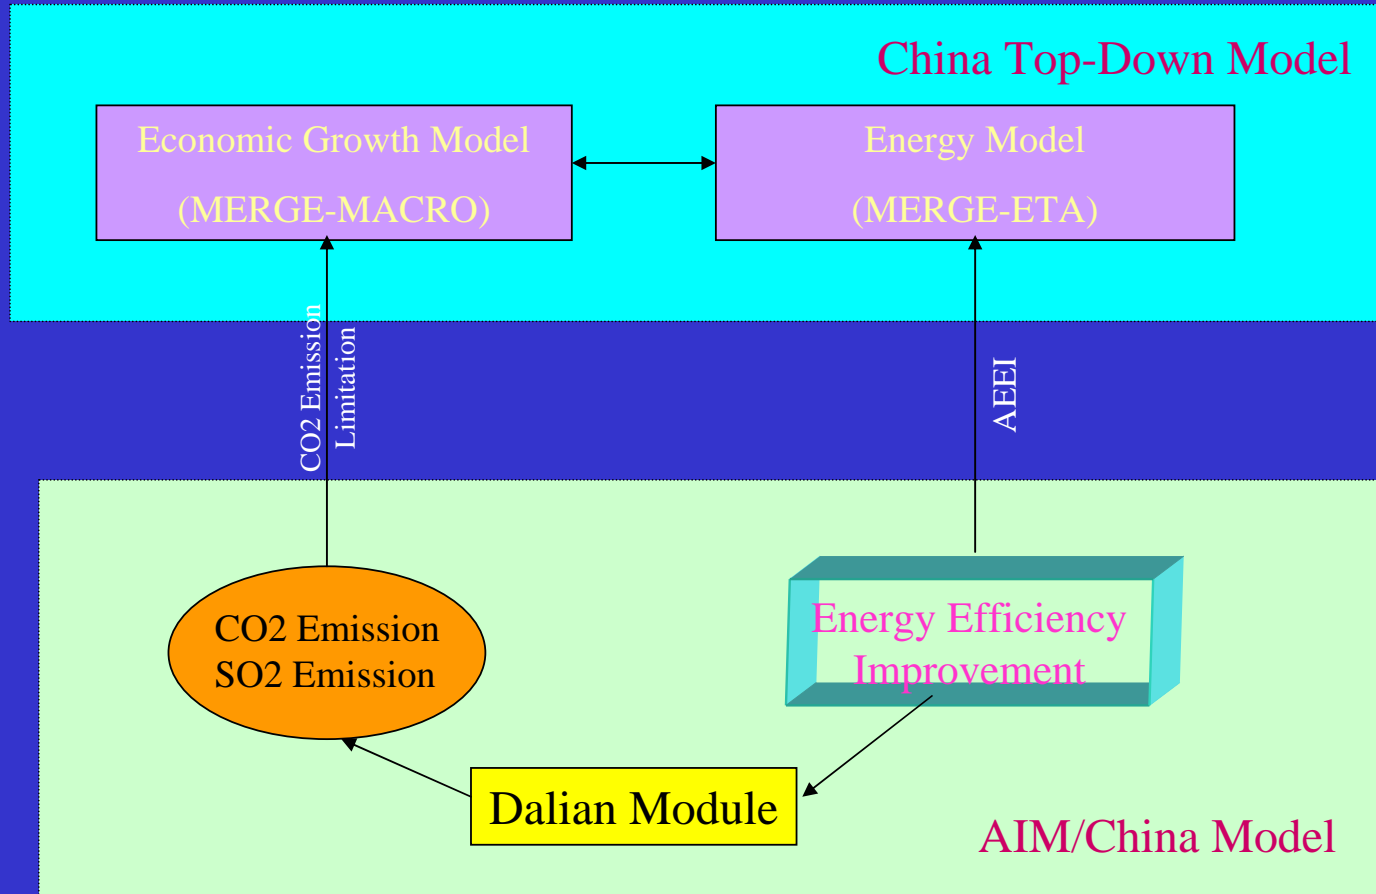 China Top-Down Model
Economic Growth Model
(MERGE-MACRO)
Energy Model
(MERGE-ETA)
CO2 Emission
Limitation
AEEI
CO2 Emission
SO2 Emission
Energy Efficiency
Improvement
Dalian Module
AIM/China Model